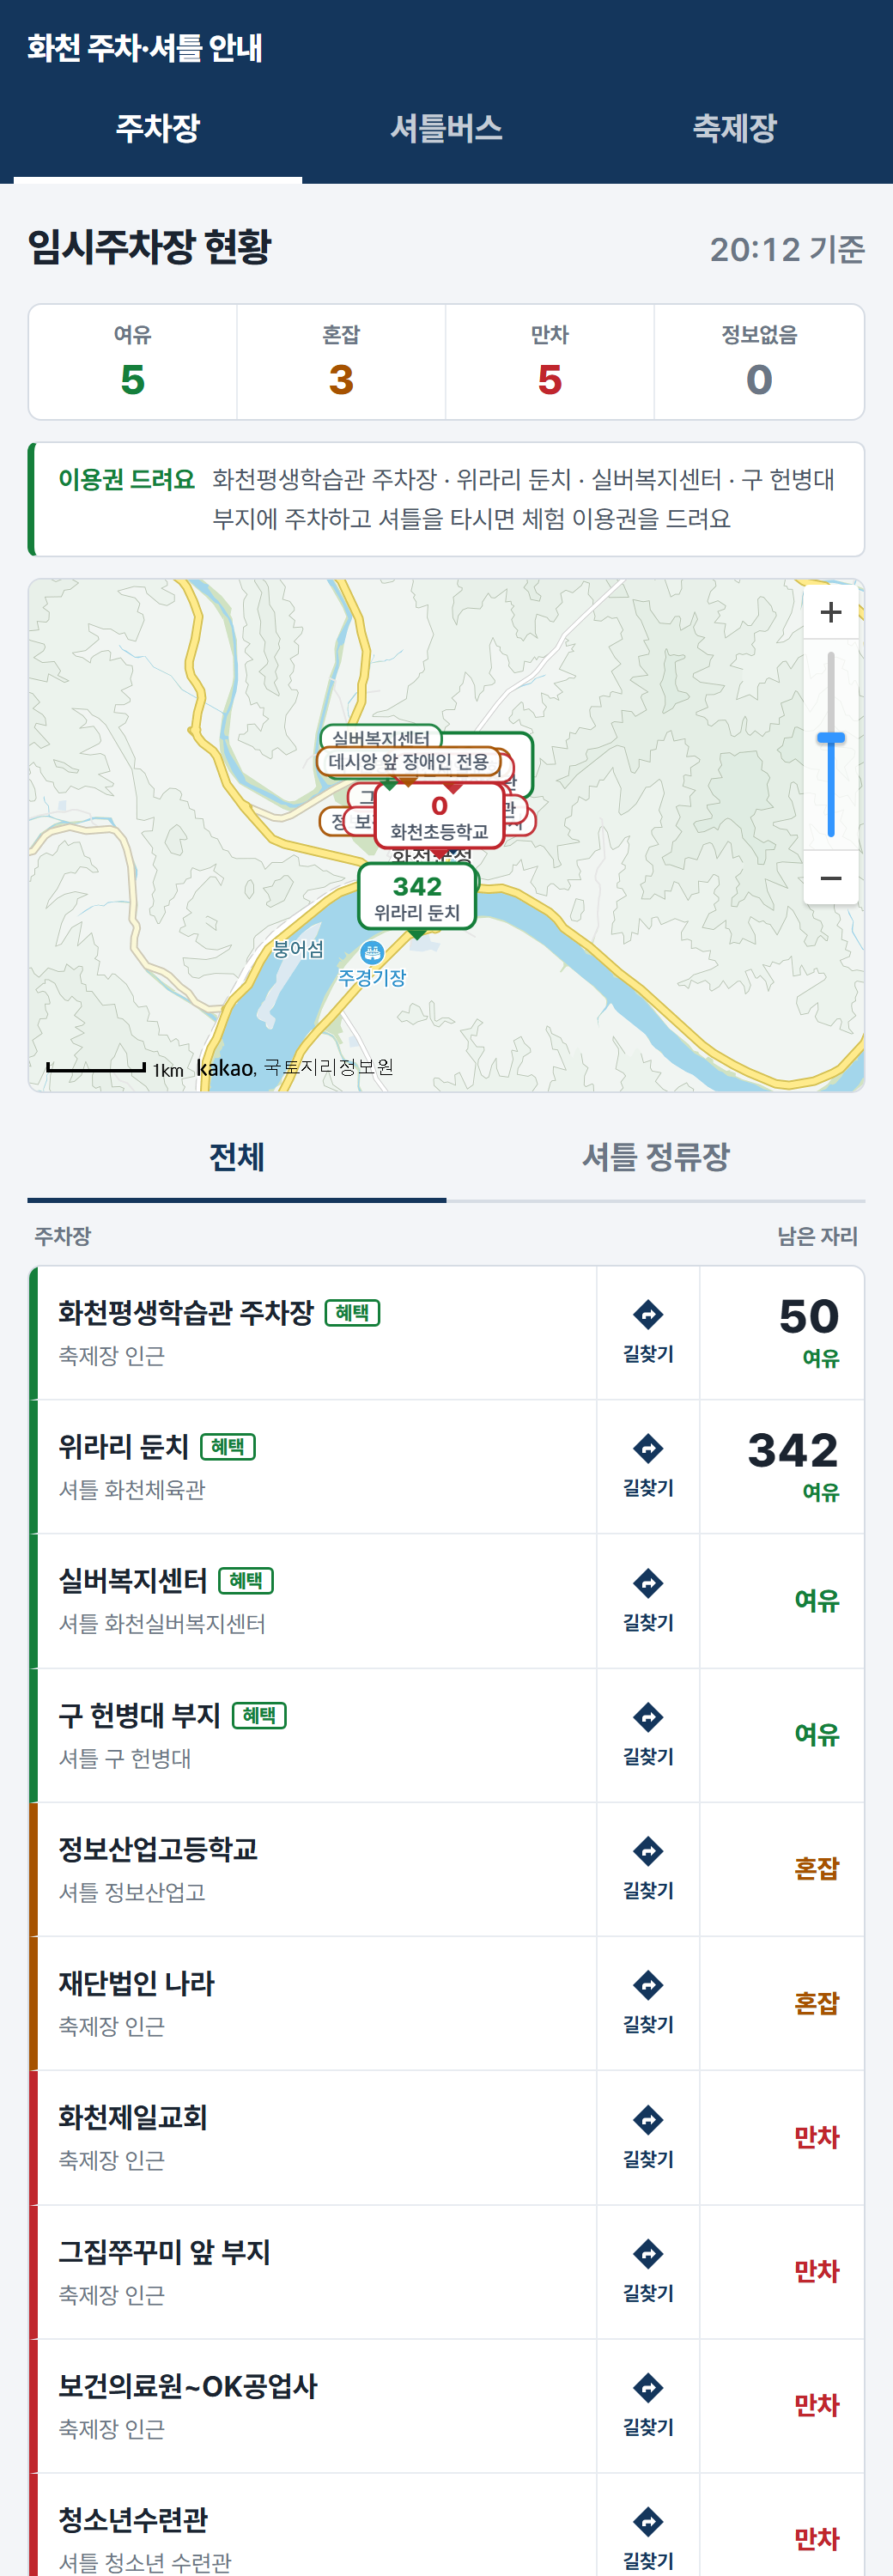 화천 주차·셔틀 안내
주차장 셔틀버스 축제장
임시주차장 현황 20:12 기준
여유 혼잡 만차 정보없음
5 3 5 0
이용권 드려요 화천평생학습관 주차장 · 위라리 둔치 · 실버복지센터 · 구 헌병대
부지에 주차하고 셔틀을 타시면 체험 이용권을 드려요
+
실버복지센터
데시앙 앞 장애인 전용
0
화천초등학교
342
위라리 둔치
붕어섬
주경기장
−
1km kakao, 국토지리정보원
전체 셔틀 정류장
주차장 남은 자리
화천평생학습관 주차장 혜택
축제장 인근
길찾기
50
여유
위라리 둔치 혜택
셔틀 화천체육관
길찾기
342
여유
실버복지센터 혜택
셔틀 화천실버복지센터
길찾기
여유
구 헌병대 부지 혜택
셔틀 구 헌병대
길찾기
여유
정보산업고등학교
셔틀 정보산업고
길찾기
혼잡
재단법인 나라
축제장 인근
길찾기
혼잡
화천제일교회
축제장 인근
길찾기
만차
그집쭈꾸미 앞 부지
축제장 인근
길찾기
만차
보건의료원~OK공업사
축제장 인근
길찾기
만차
청소년수련관
셔틀 청소년 수련관
길찾기
만차